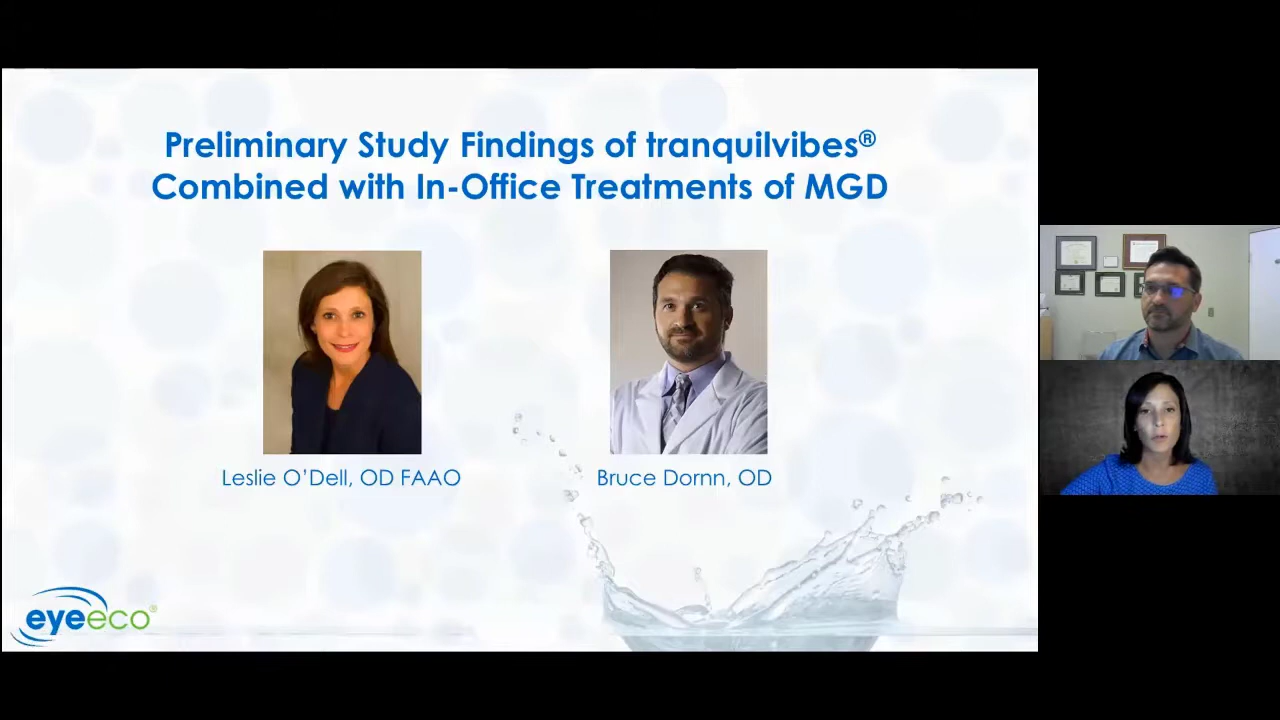 Preliminary Study Findings of tranquilvibes®
Combined with In-Office Treatments of MGD
Leslie O'Dell, OD FAAO
Bruce Dornn, OD
eyeeco®